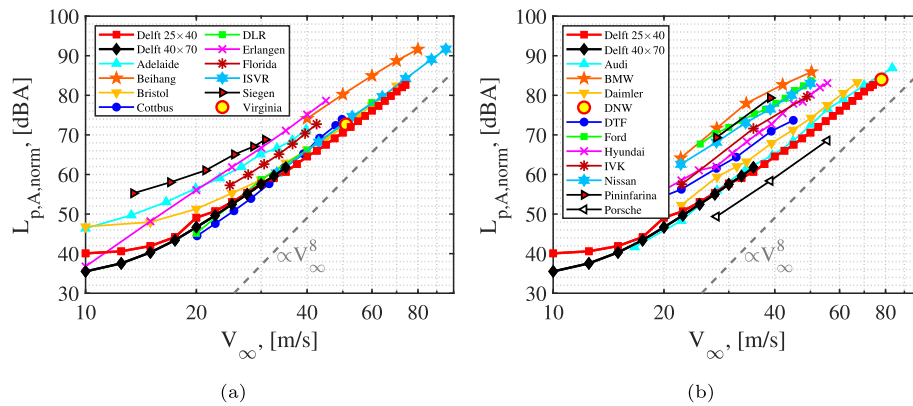 Delft 25×40
Delft 40×70
Adelaide
Beihang
Bristol
Cottbus
DLR
Erlangen
Florida
ISVR
Siegen
Virginia
100
90
80
70
60
50
40
30
L_{p,A,norm}, [dBA]
∝V_∞^8
10
20
40
60
80
V_∞, [m/s]
(a)
Delft 25×40
Delft 40×70
Audi
BMW
Daimler
DNW
DTF
Ford
Hyundai
IVK
Nissan
Pininfarina
Porsche
100
90
80
70
60
50
40
30
L_{p,A,norm}, [dBA]
∝V_∞^8
10
20
40
60
80
V_∞, [m/s]
(b)